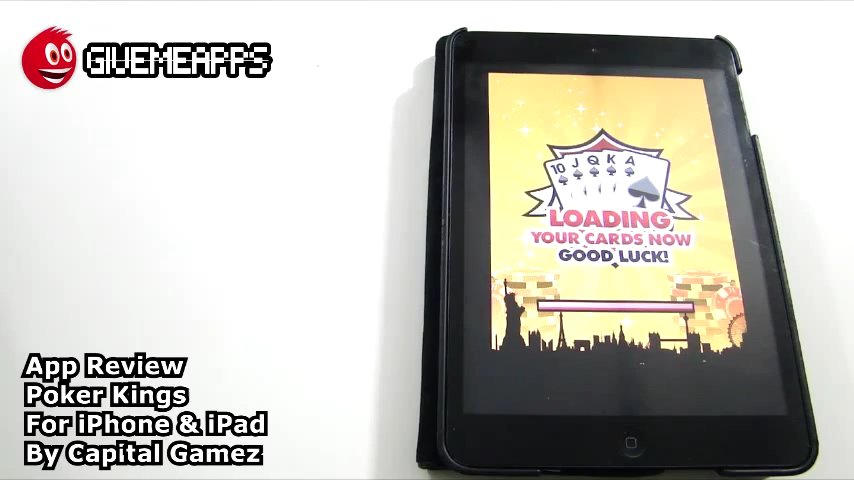 GIVEMEAPPS
10 J Q K A
LOADING
YOUR CARDS NOW
GOOD LUCK!
App Review
Poker Kings
For iPhone & iPad
By Capital Gamez